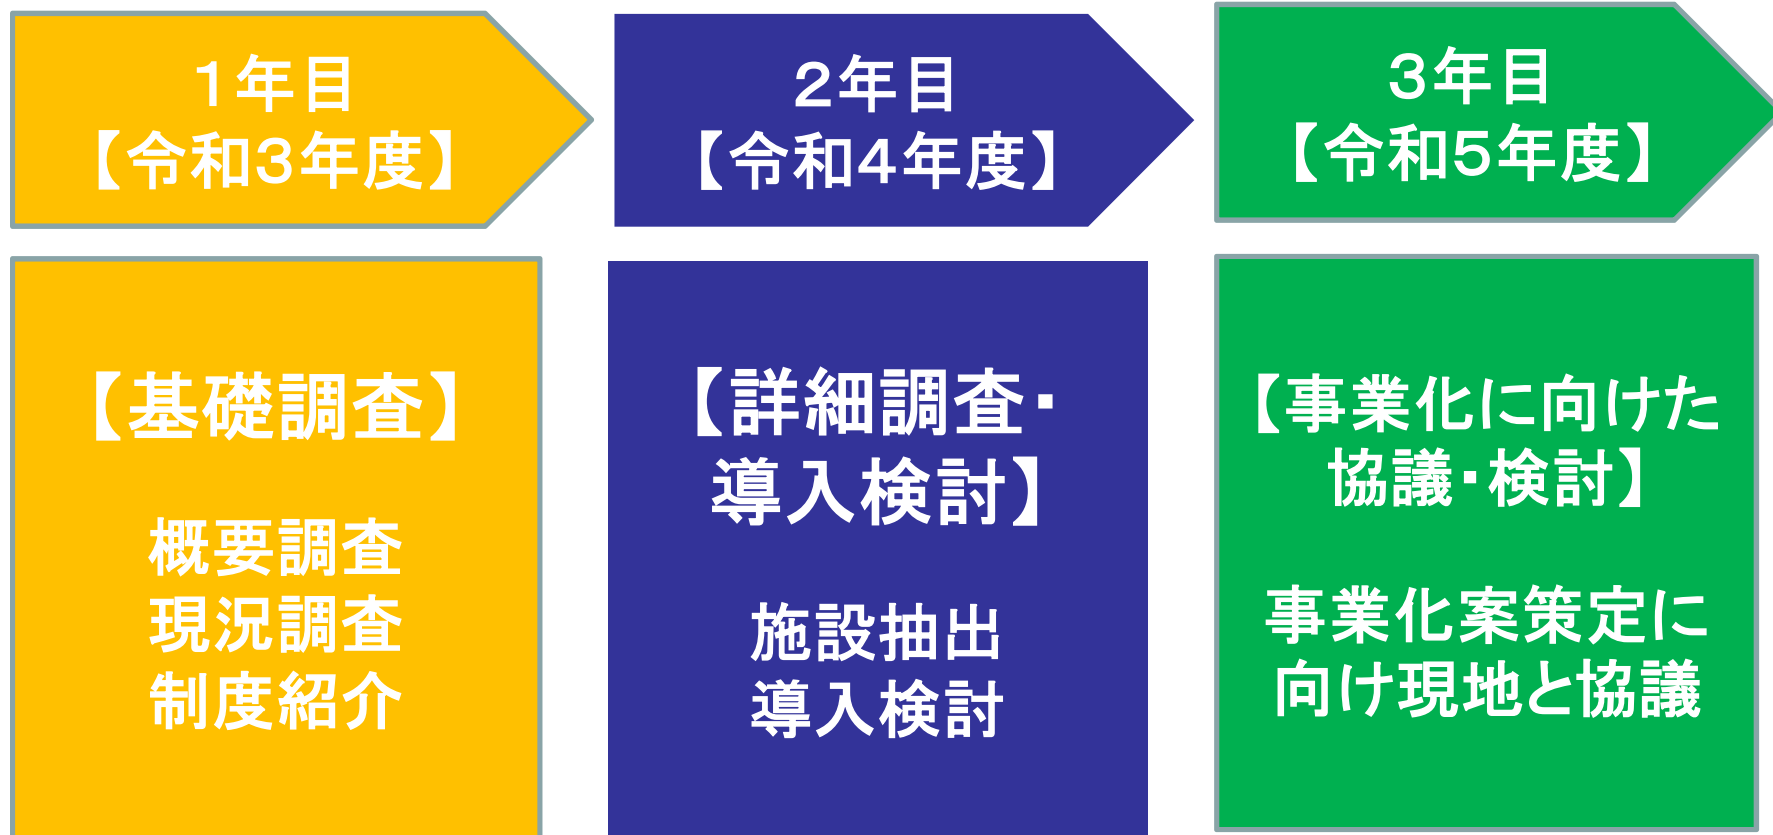 1年目
【令和3年度】
2年目
【令和4年度】
3年目
【令和5年度】
【基礎調査】
概要調査
現況調査
制度紹介
【詳細調査・
導入検討】
施設抽出
導入検討
【事業化に向けた
協議・検討】
事業化案策定に
向け現地と協議